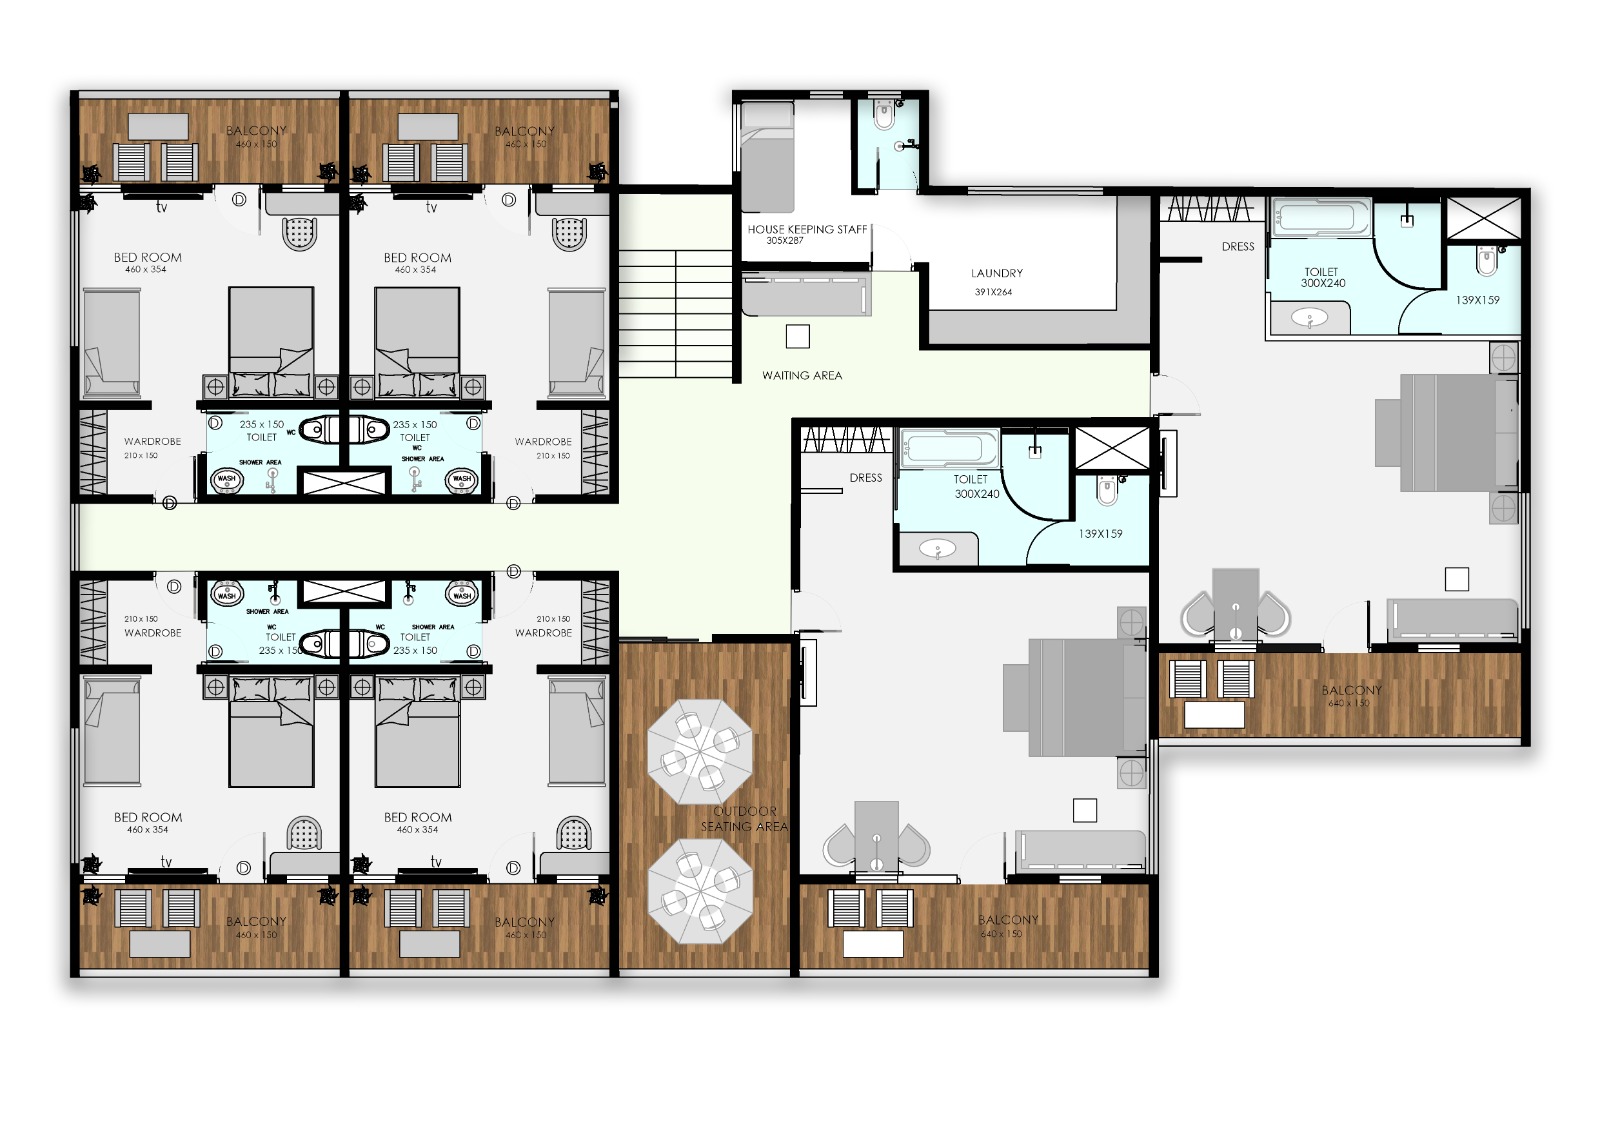 BALCONY
460 x 150
BALCONY
460 x 150
tv
D
tv
D
BED ROOM
460 x 354
BED ROOM
460 x 354
HOUSE KEEPING STAFF
305X287
LAUNDRY
391X264
DRESS
TOILET
300X240
139X159
WAITING AREA
WARDROBE
210 x 150
D
235 x 150
TOILET
WC
SHOWER AREA
WASH
D
235 x 150
TOILET
WC
SHOWER AREA
WASH
D
WARDROBE
210 x 150
D
DRESS
TOILET
300X240
139X159
D
210 x 150
WARDROBE
WASH
SHOWER AREA
WC
TOILET
235 x 150
D
D
WASH
SHOWER AREA
WC
TOILET
235 x 150
D
210 x 150
WARDROBE
BALCONY
640 x 150
BED ROOM
460 x 354
BED ROOM
460 x 354
OUTDOOR
SEATING AREA
tv
D
tv
D
BALCONY
460 x 150
BALCONY
460 x 150
BALCONY
640 x 150